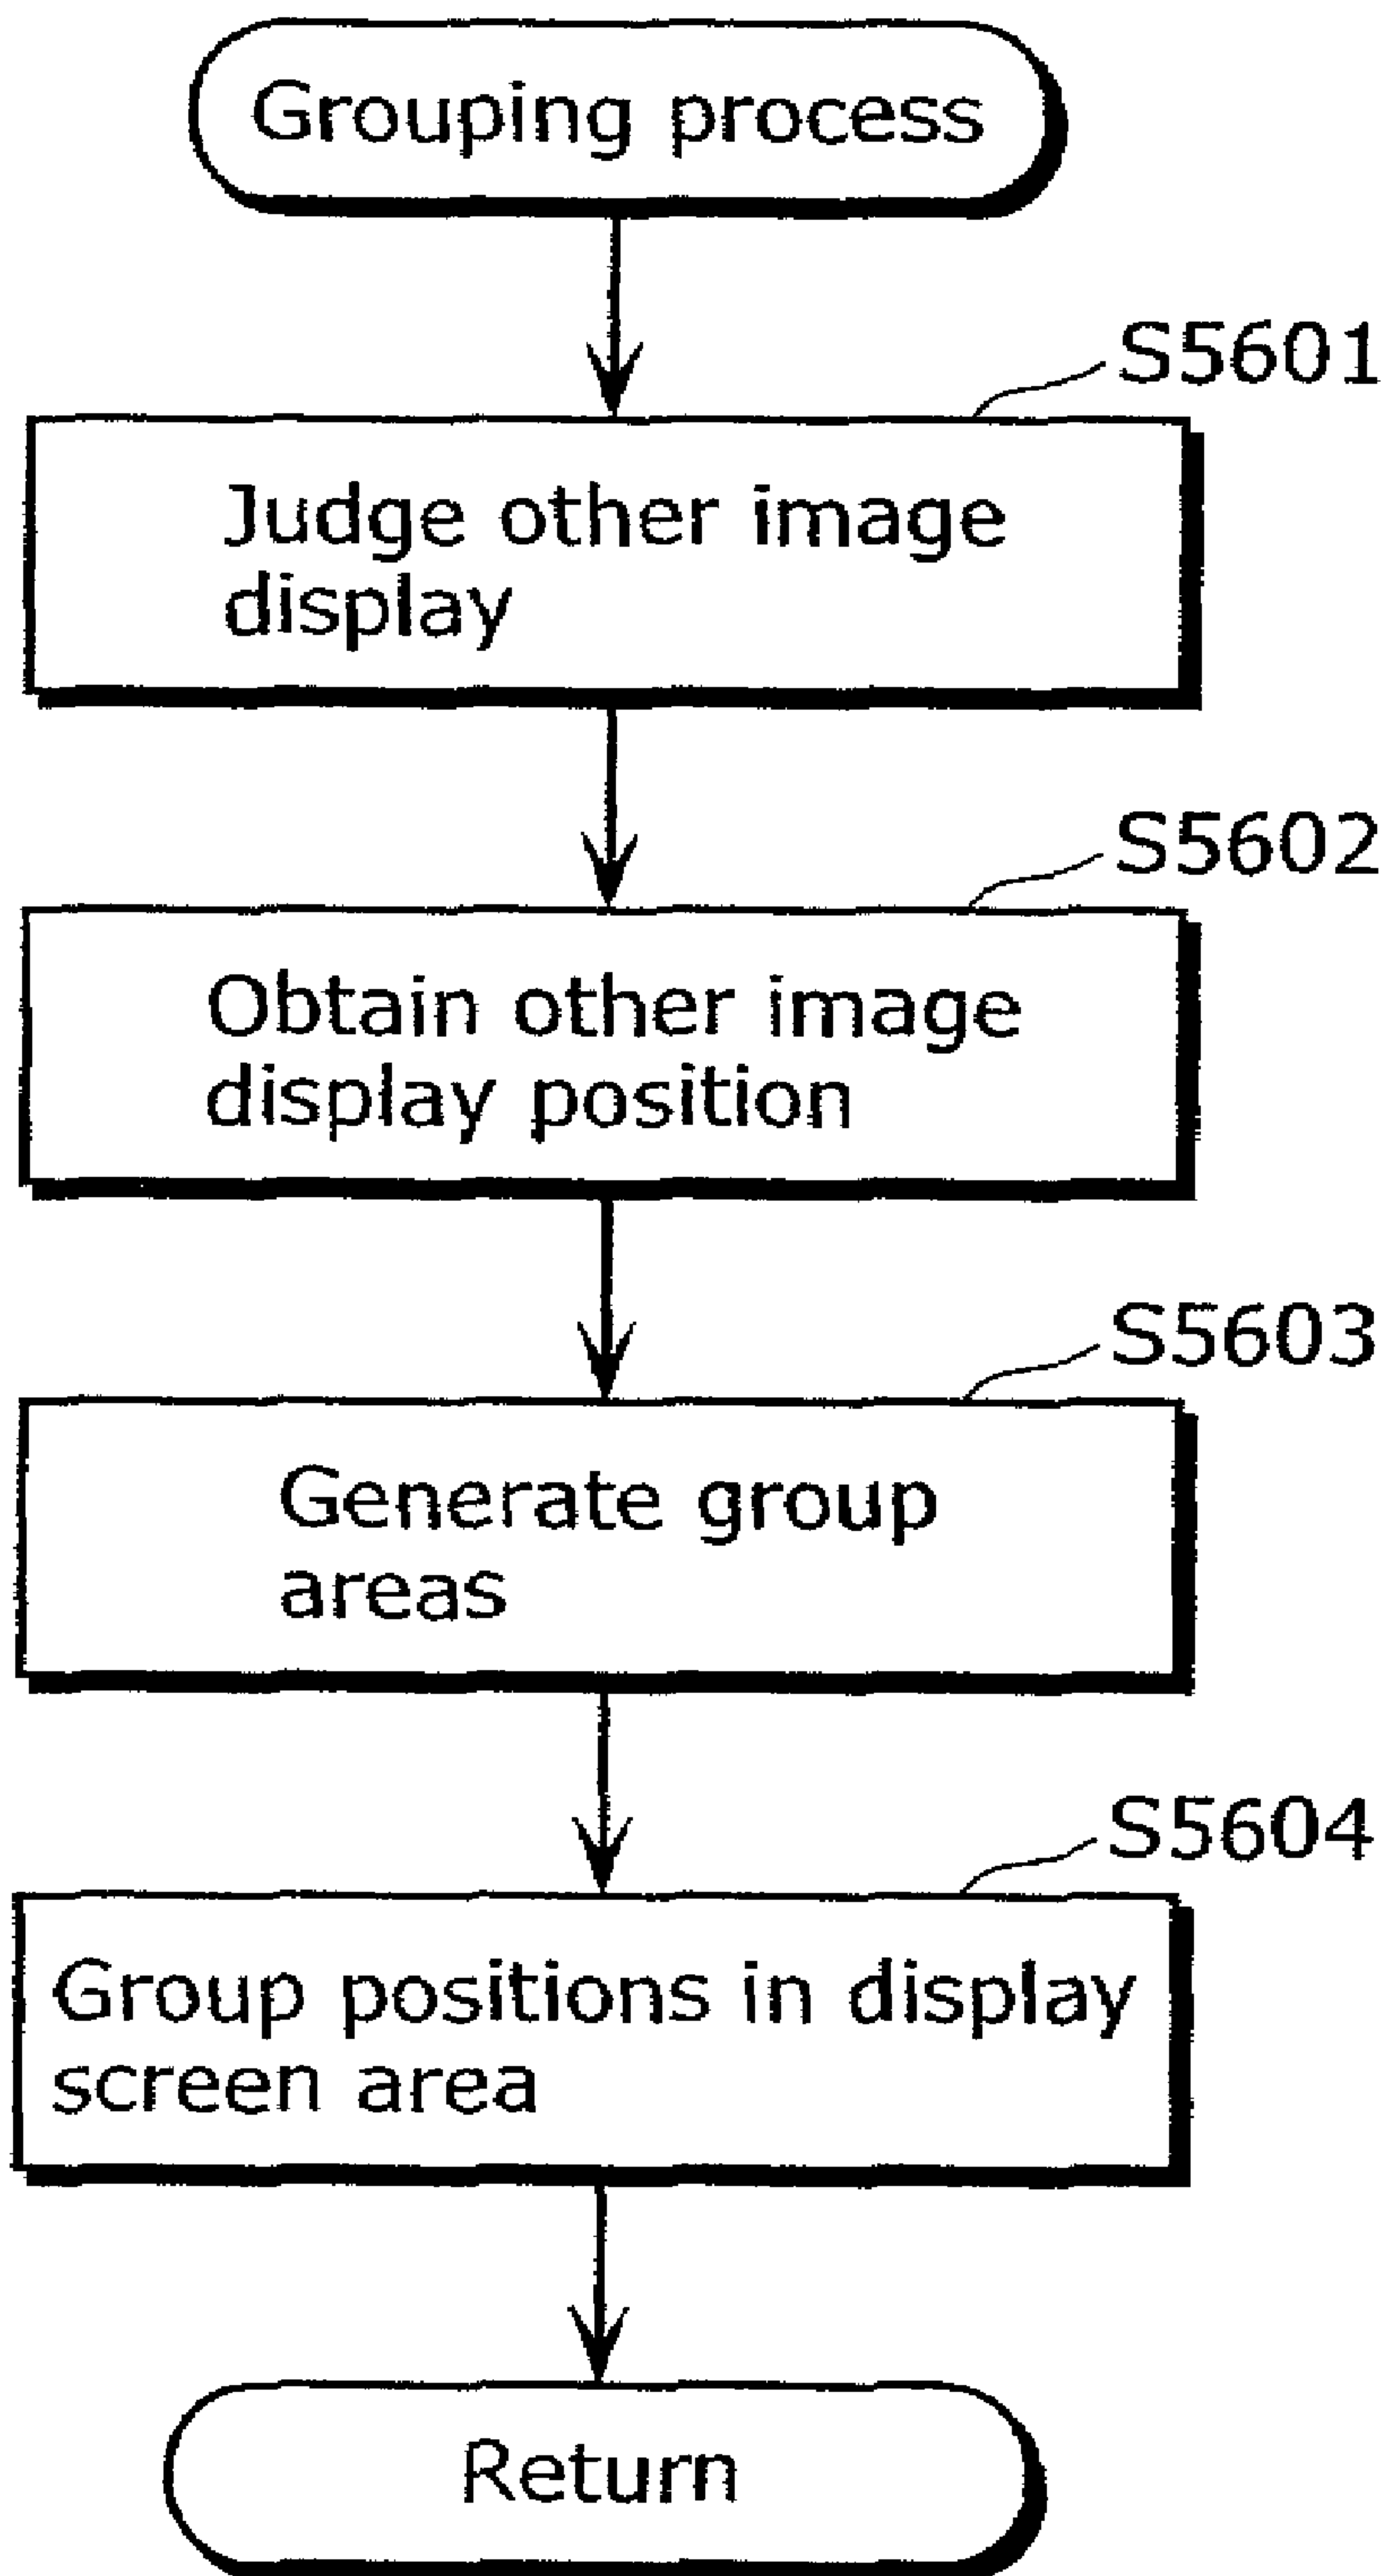 Grouping process
S5601
Judge other image
display
S5602
Obtain other image
display position
S5603
Generate group
areas
S5604
Group positions in display
screen area
Return